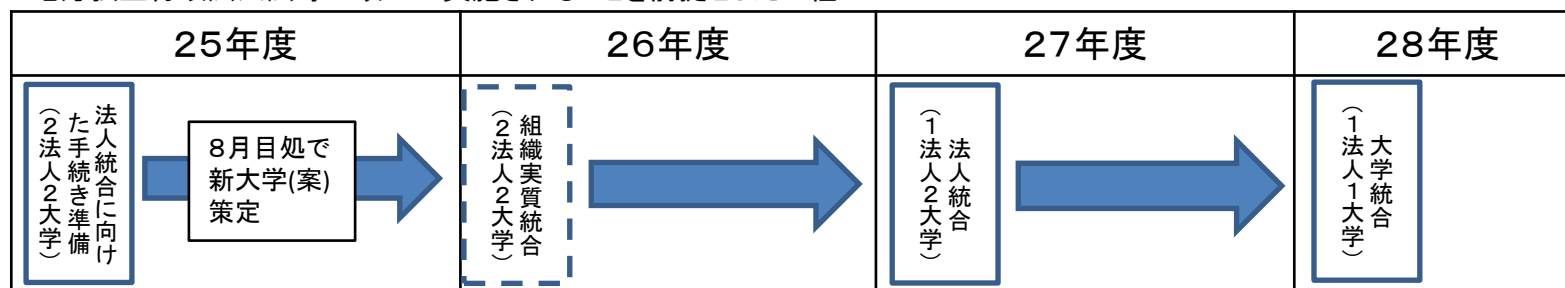 25年度
26年度
27年度
28年度
法人統合に向け
た手続き準備
(2法人2大学)
8月目処で
新大学(案)
策定
組織実質統合
(2法人2大学)
法人統合
(1法人2大学)
大学統合
(1法人1大学)